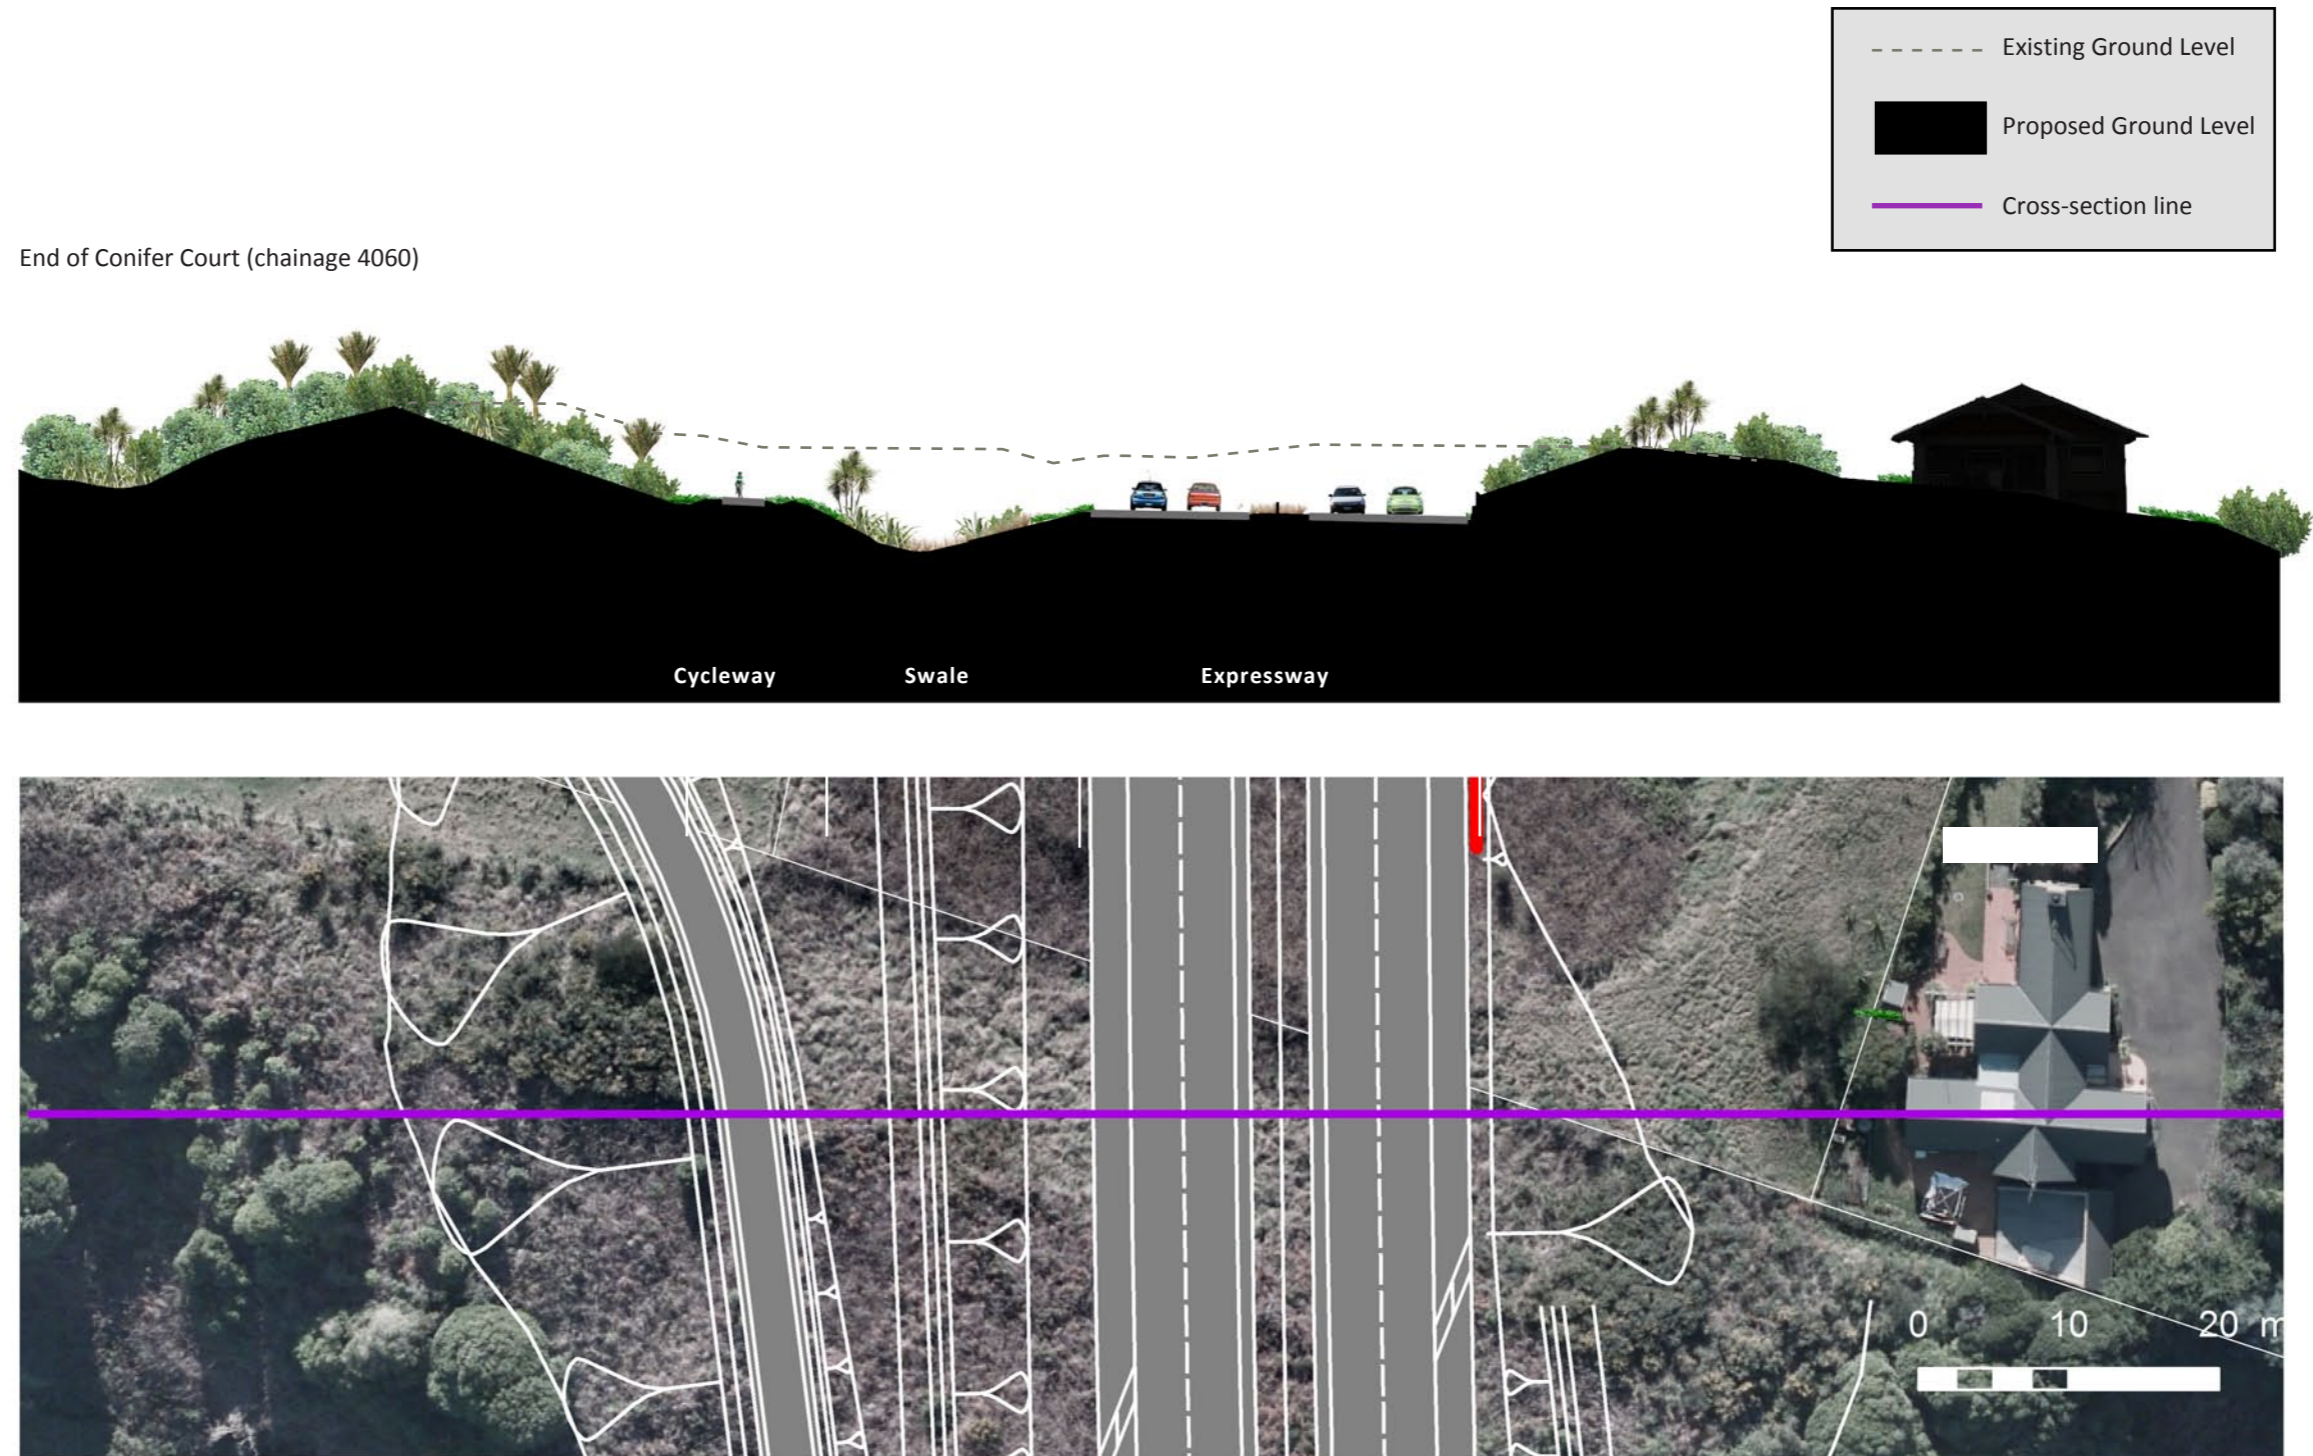 Existing Ground Level
Proposed Ground Level
Cross-section line
End of Conifer Court (chainage 4060)
Cycleway Swale Expressway
0 10 20 m